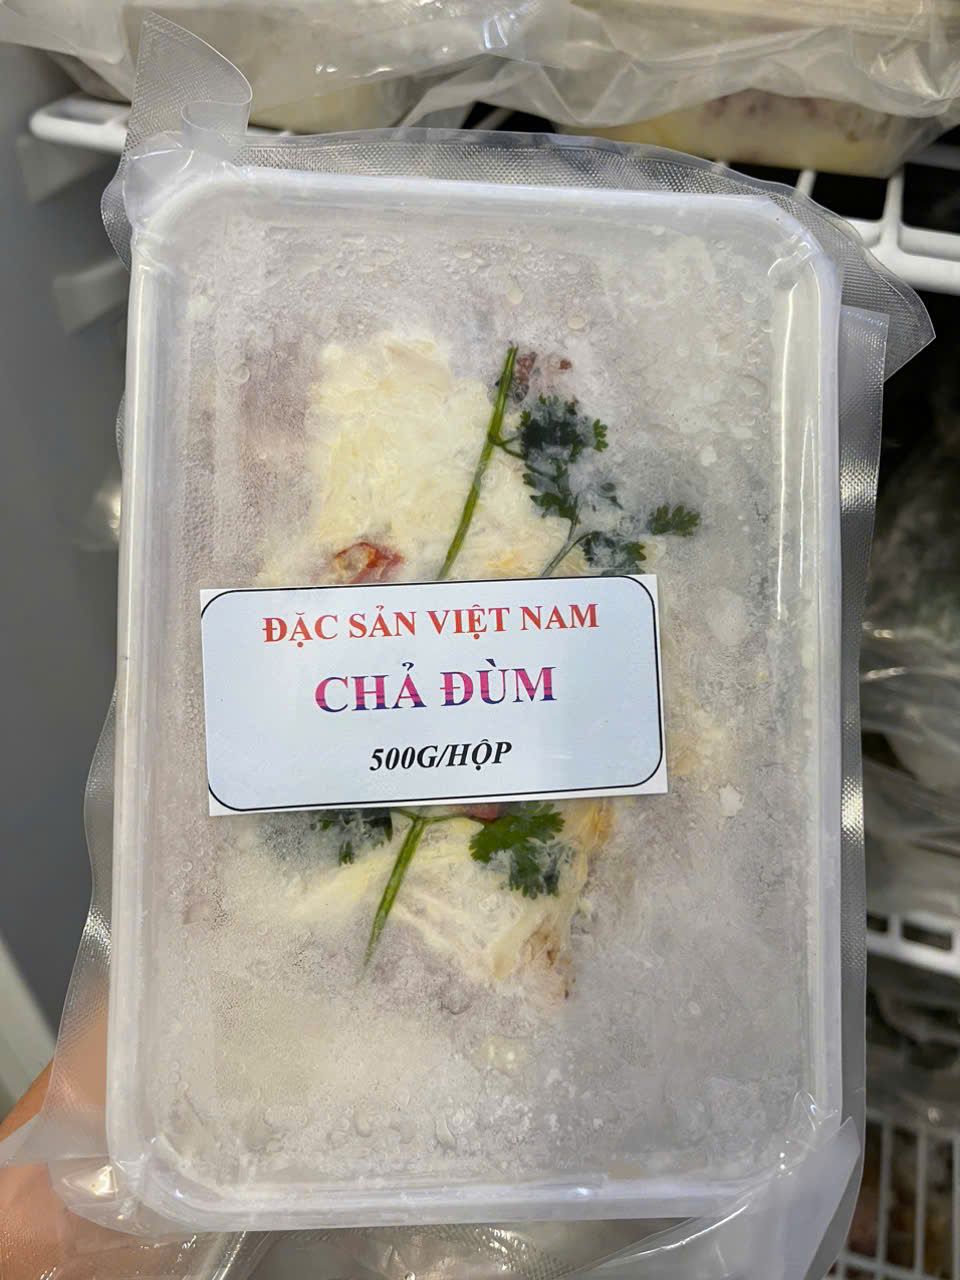 ĐẶC SẢN VIỆT NAM
CHẢ ĐÙM
500G/HỘP